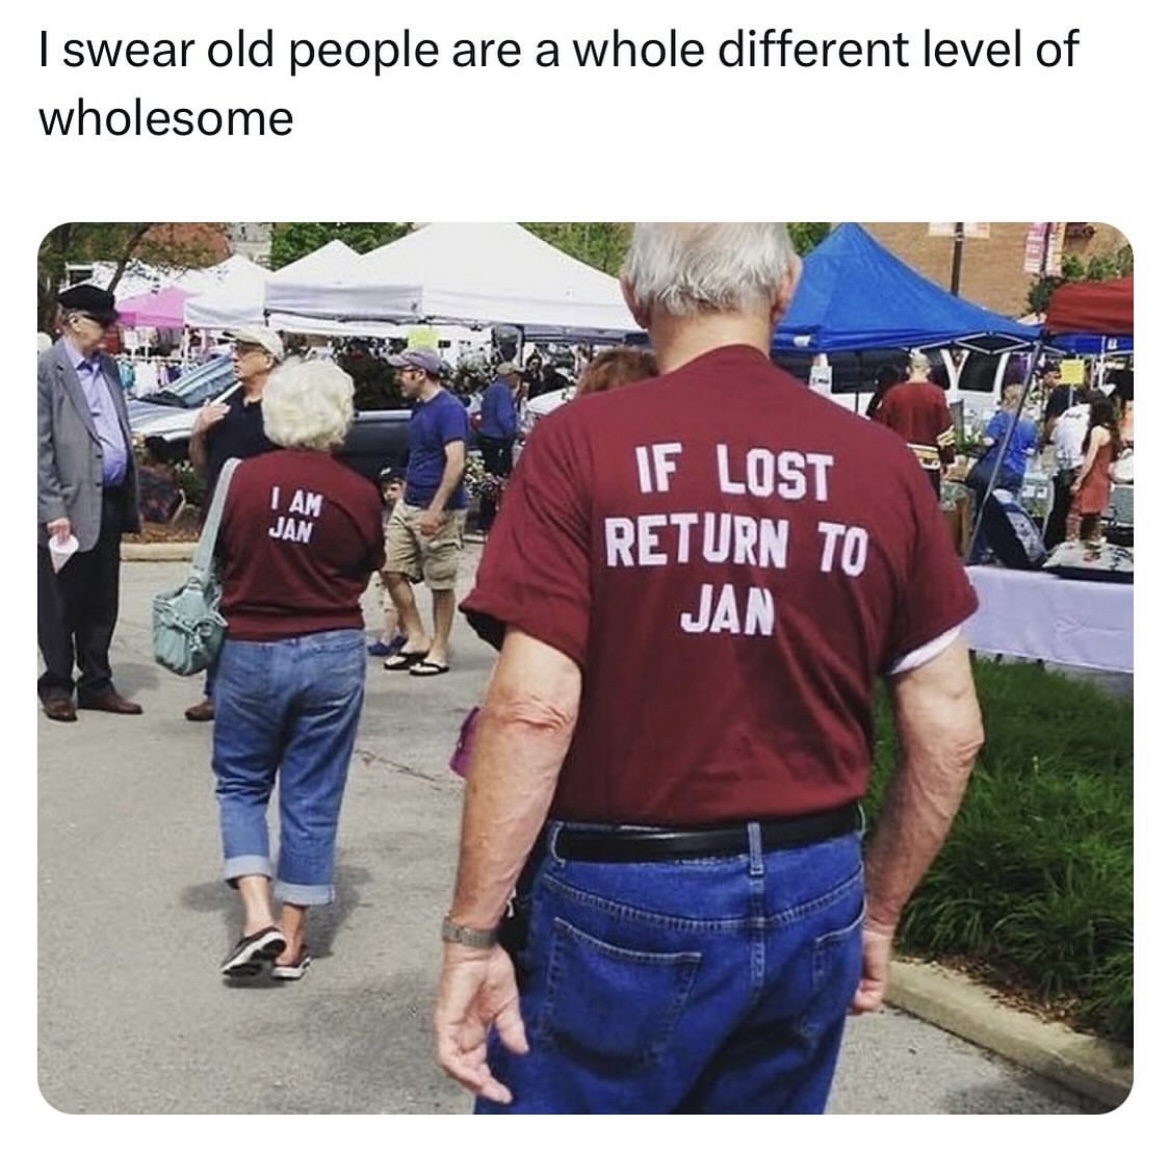 I swear old people are a whole different level of
wholesome
I AM
JAN
IF LOST
RETURN TO
JAN